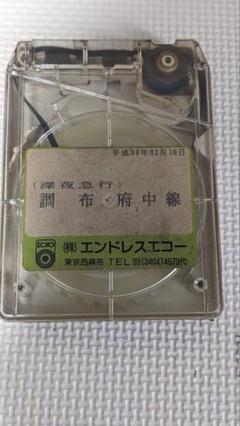 平成06年02月16日
(深夜急行)
調布・府中線
ECHO
(株)エンドレスエコー
東京西麻布 TEL 03(3404)4573代